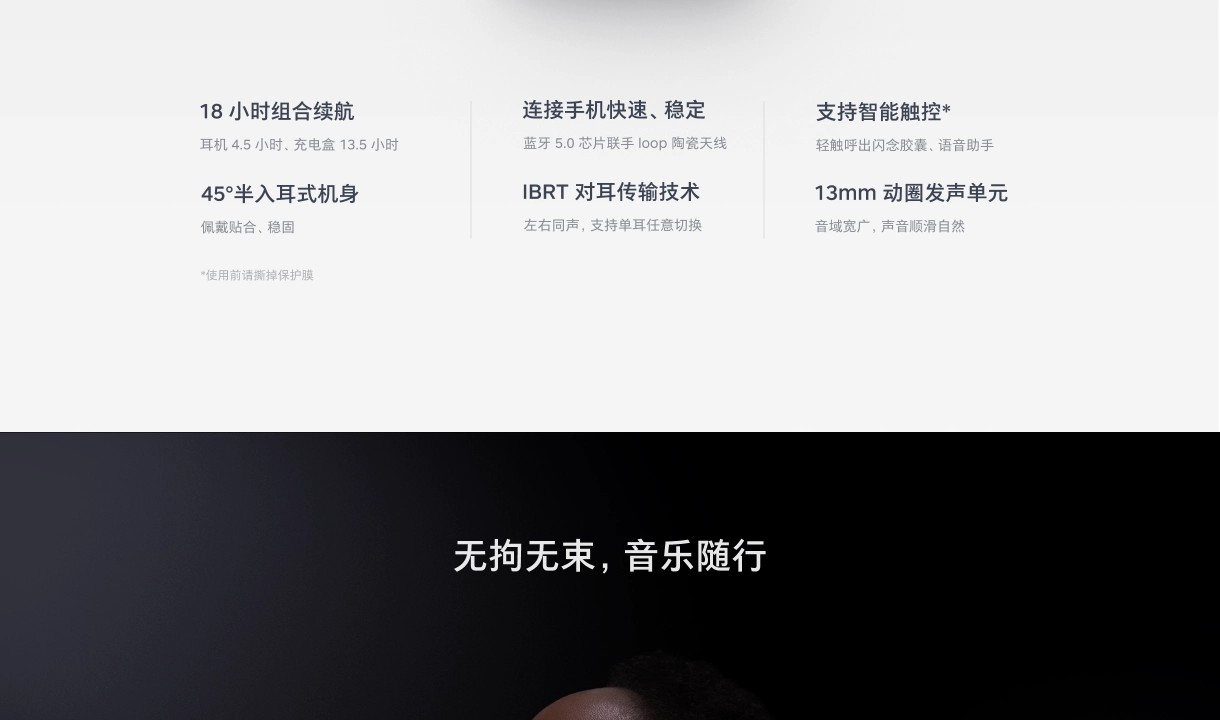 18 小时组合续航
耳机 4.5 小时、充电盒 13.5 小时
45°半入耳式机身
佩戴贴合、稳固
*使用前请撕掉保护膜
连接手机快速、稳定
蓝牙 5.0 芯片联手 loop 陶瓷天线
IBRT 对耳传输技术
左右同声，支持单耳任意切换
支持智能触控*
轻触呼出闪念胶囊、语音助手
13mm 动圈发声单元
音域宽广，声音顺滑自然
无拘无束，音乐随行